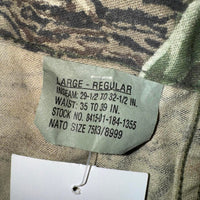 LARGE - REGULAR
INSEAM: 29-1/2 TO 32-1/2 IN.
WAIST: 35 TO 39 IN.
STOCK NO. 8415-01-184-1355
NATO SIZE 7583/8999